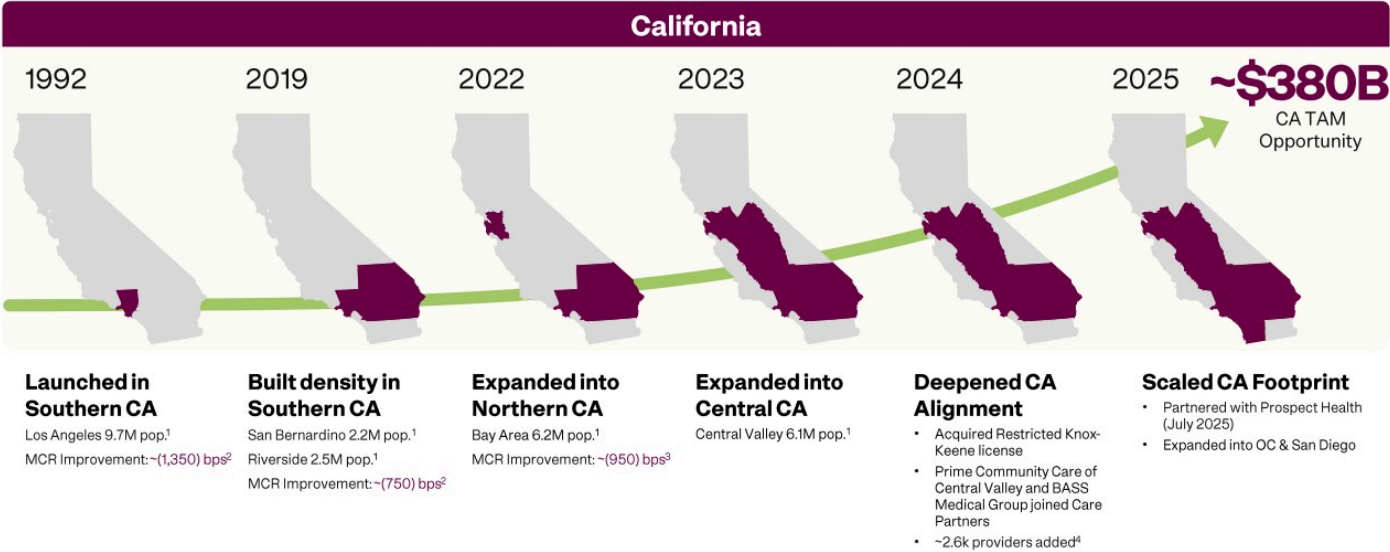 California
1992
2019
2022
2023
2024
2025
~$380B
CA TAM
Opportunity
Launched in
Southern CA
Los Angeles 9.7M pop.¹
MCR Improvement: ~(1,350) bps²
Built density in
Southern CA
San Bernardino 2.2M pop.¹
Riverside 2.5M pop.¹
MCR Improvement: ~(750) bps²
Expanded into
Northern CA
Bay Area 6.2M pop.¹
MCR Improvement: ~(950) bps³
Expanded into
Central CA
Central Valley 6.1M pop.¹
Deepened CA
Alignment
• Acquired Restricted Knox-
Keene license
• Prime Community Care of
Central Valley and BASS
Medical Group joined Care
Partners
• ~2.6k providers added⁴
Scaled CA Footprint
• Partnered with Prospect Health
(July 2025)
• Expanded into OC & San Diego